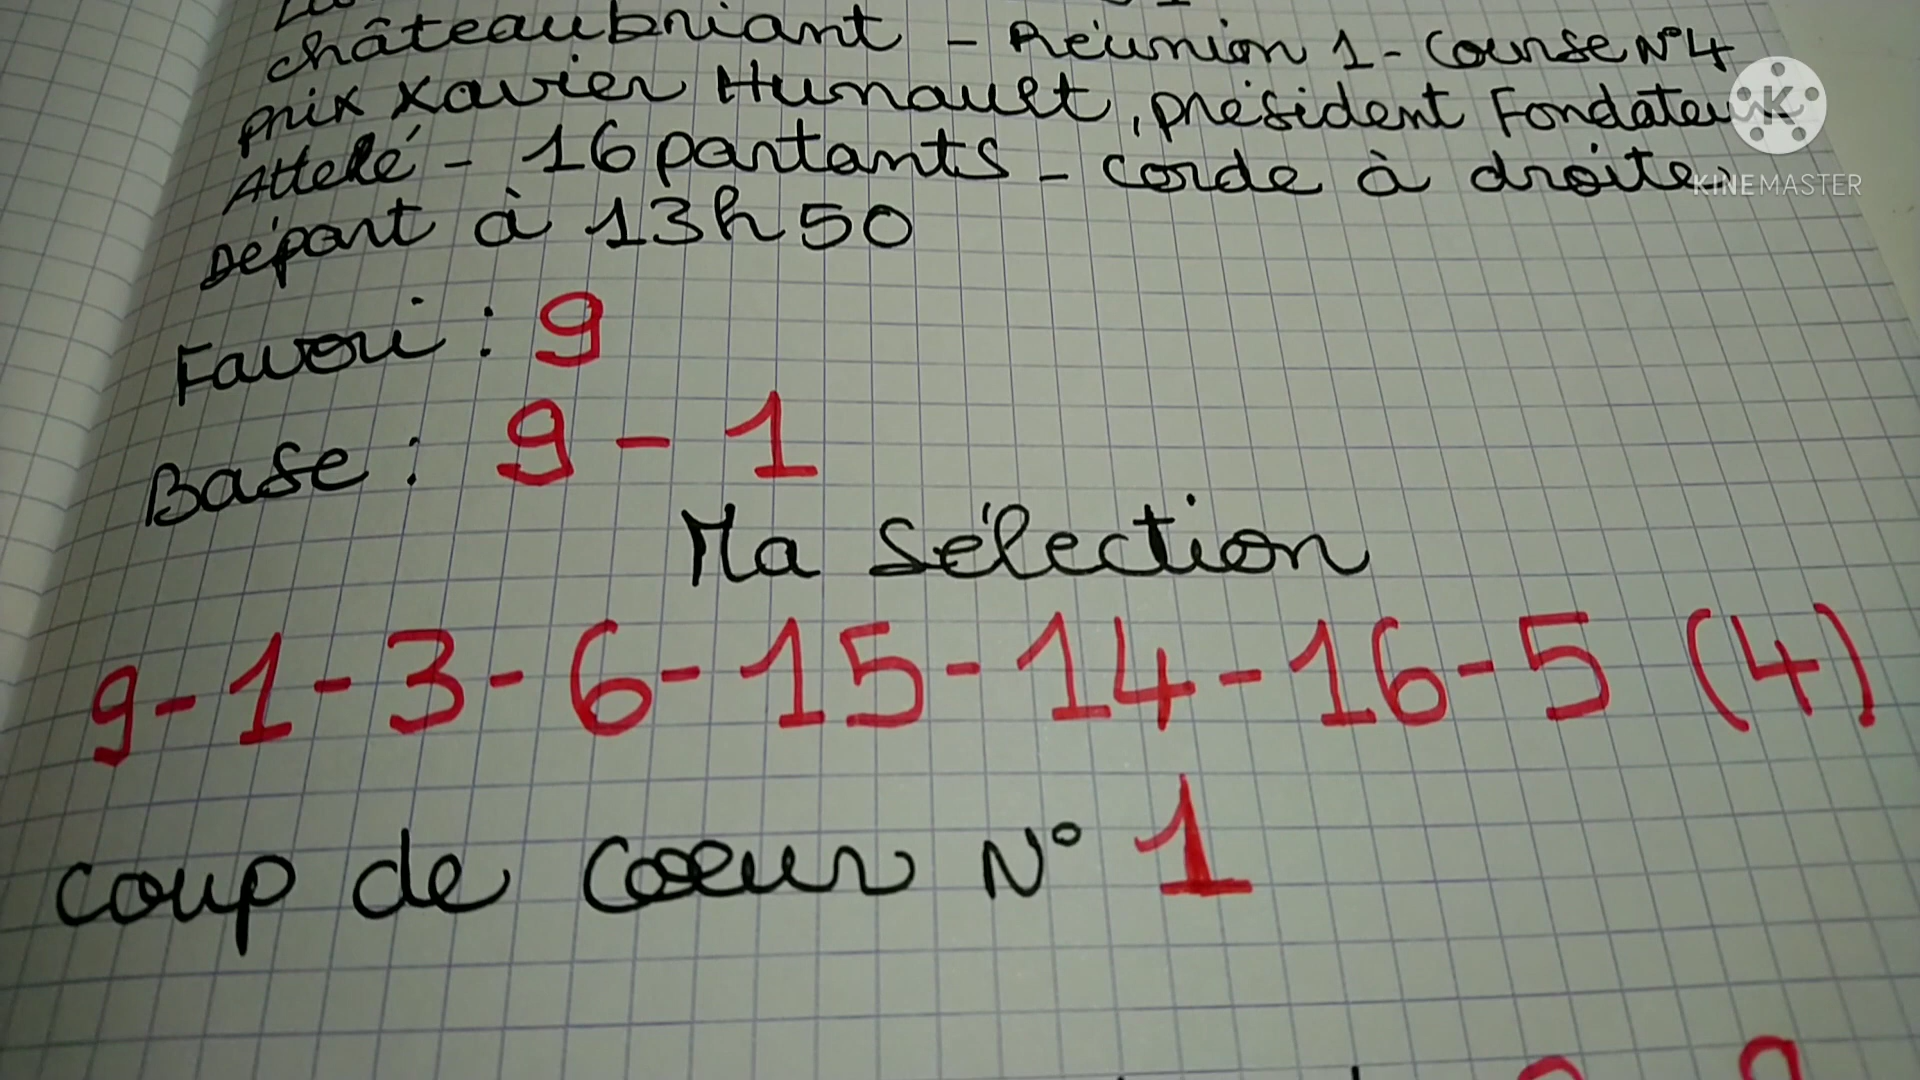 châteaubriant - Réunion 1 - Course N°4
prix Xavier Hunault, président Fondateur
Attelé - 16 partants - Corde à droite
Départ à 13h50
Favori : 9
Base : 9 - 1
Ma sélection
9-1-3-6-15-14-16-5 (4)
coup de coeur N° 1
K
KINEMASTER